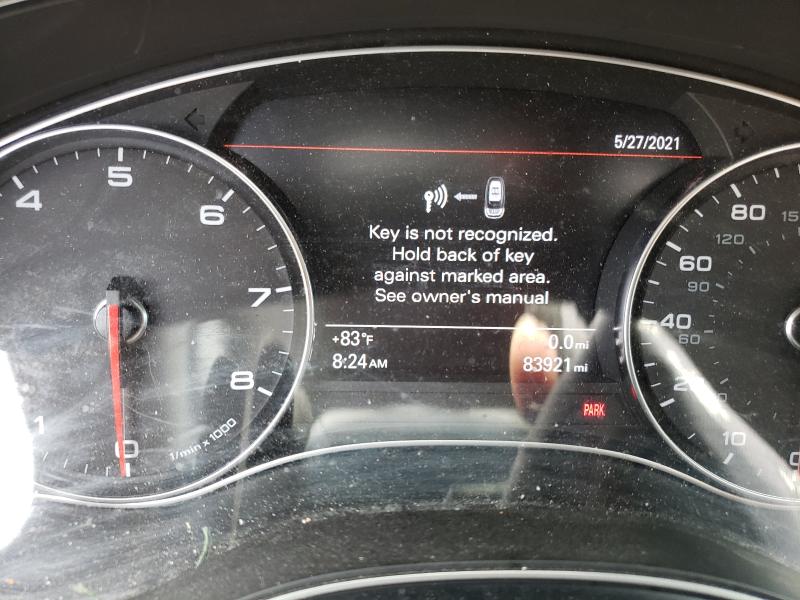 5/27/2021
Key is not recognized.
Hold back of key
against marked area.
See owner's manual
+83°F 0.0mi
8:24AM 83921mi
PARK
1
4
5
6
7
8
0
1/min x 1000
80
120
60
90
40
60
10
0